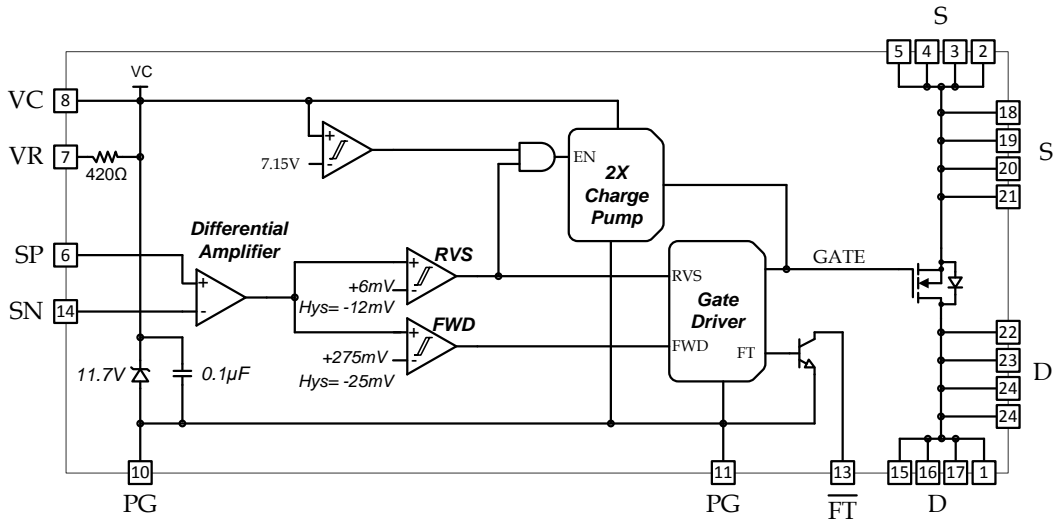 S
5 4 3 2
VC
VC 8
VR 7
420Ω
+
-
7.15V
EN
2X
Charge
Pump
18
19
20
21
S
Differential
Amplifier
SP 6
SN 14
+
-
RVS
+
-
+6mV
Hys= -12mV
FWD
+
-
+275mV
Hys= -25mV
RVS
FWD
Gate
Driver
FT
GATE
11.7V
0.1µF
22
23
24
24
D
10
PG
11
PG
13
FT
15 16 17 1
D